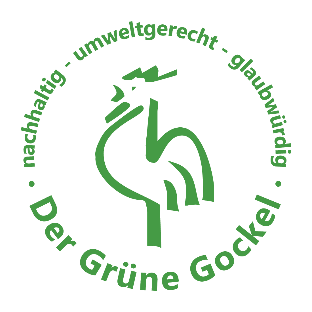 nachhaltig - umweltgerecht - glaubwürdig
• Der Grüne Gockel •